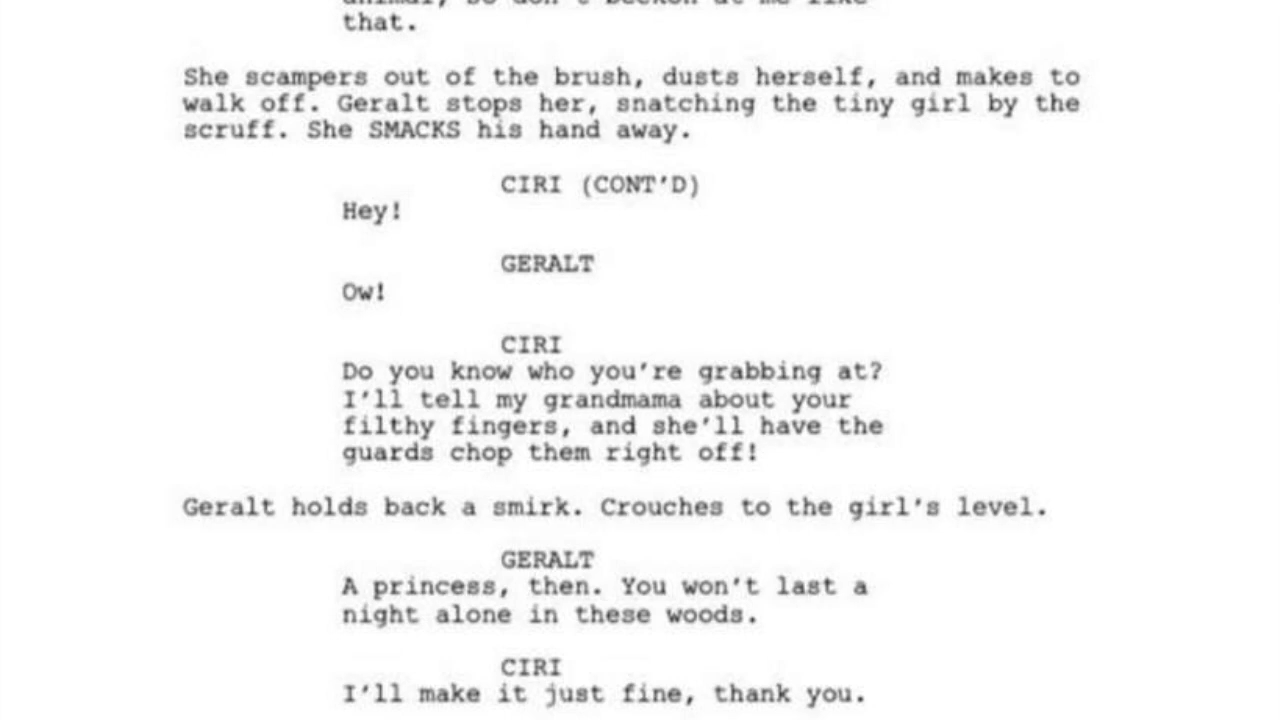 that.
She scampers out of the brush, dusts herself, and makes to
walk off. Geralt stops her, snatching the tiny girl by the
scruff. She SMACKS his hand away.
CIRI (CONT'D)
Hey!
GERALT
Ow!
CIRI
Do you know who you're grabbing at?
I'll tell my grandmama about your
filthy fingers, and she'll have the
guards chop them right off!
Geralt holds back a smirk. Crouches to the girl's level.
GERALT
A princess, then. You won't last a
night alone in these woods.
CIRI
I'll make it just fine, thank you.